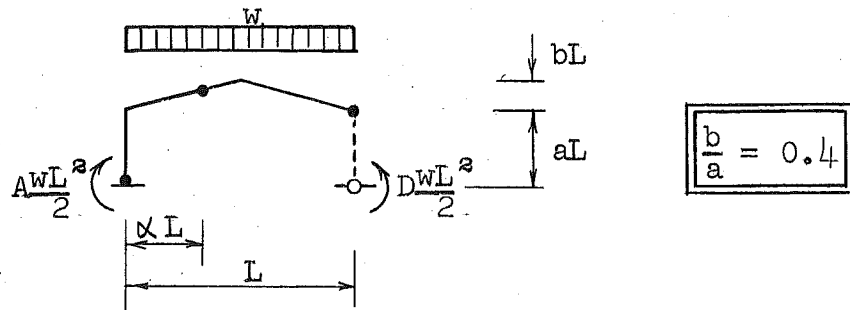 w
bL
aL
b/a = 0.4
AwL²/2
DwL²/2
αL
L